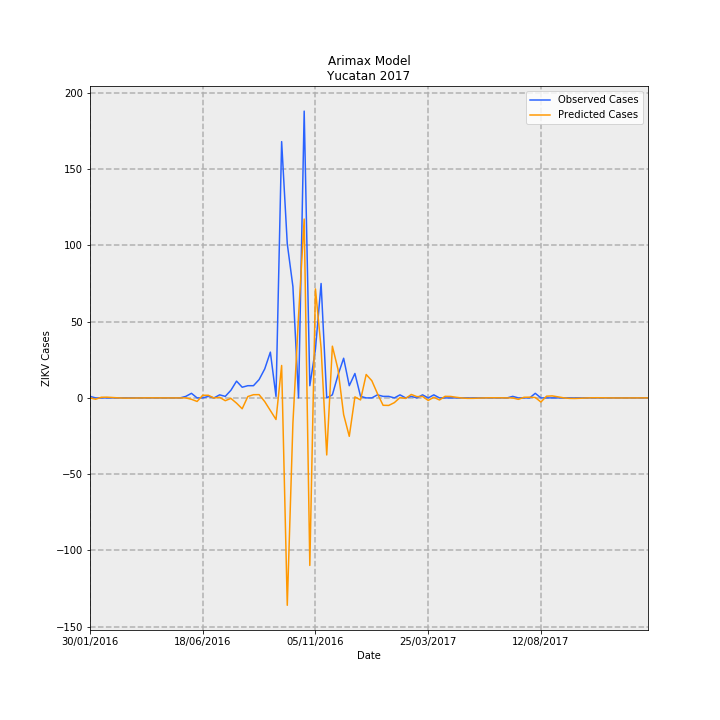 Arimax Model
Yucatan 2017
Observed Cases
Predicted Cases
200
150
100
50
0
−50
−100
−150
ZIKV Cases
30/01/2016 18/06/2016 05/11/2016 25/03/2017 12/08/2017
Date